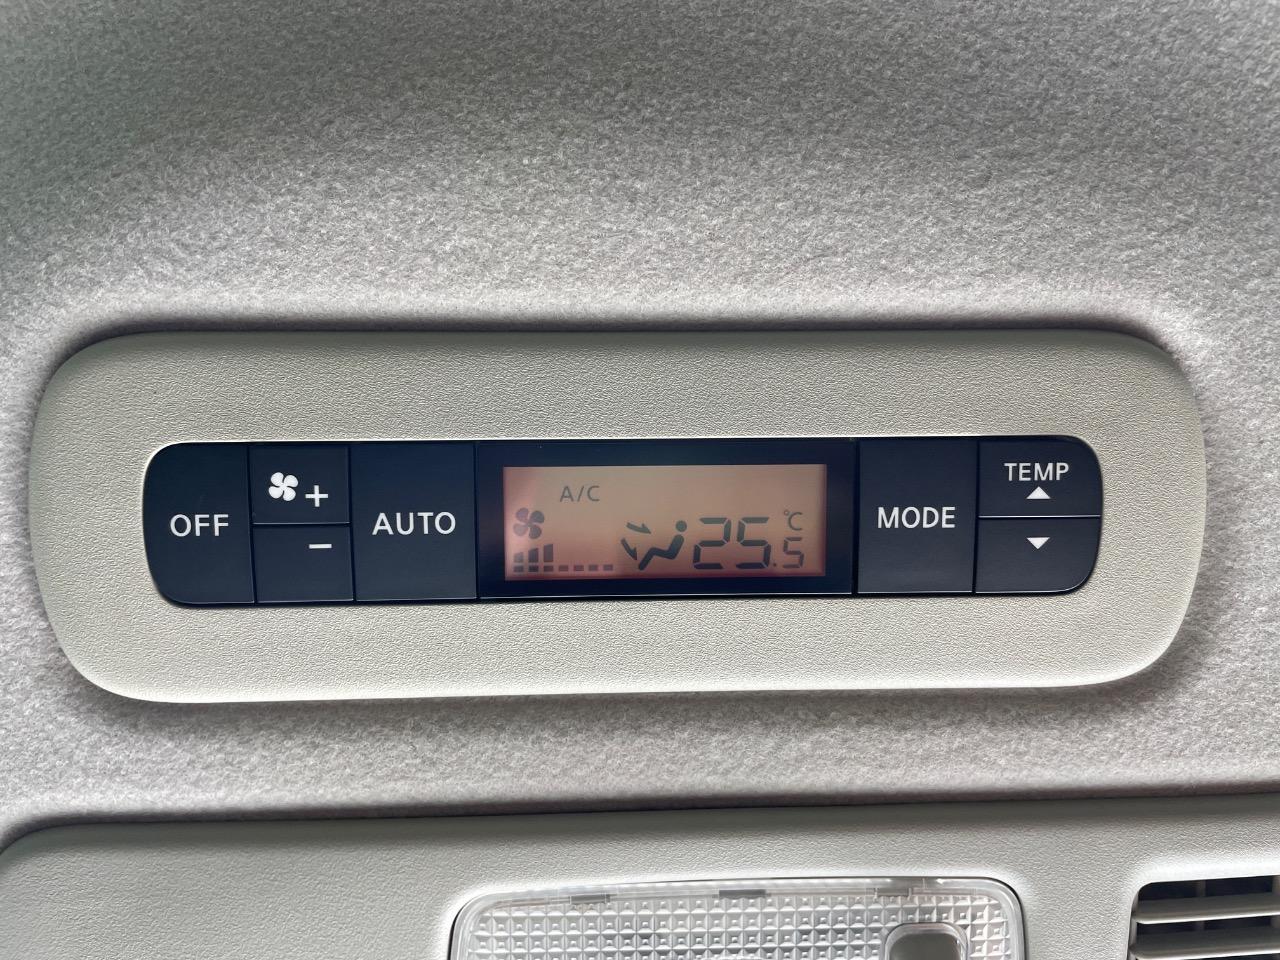 OFF
+
−
AUTO
A/C
25.5 °C
MODE
TEMP